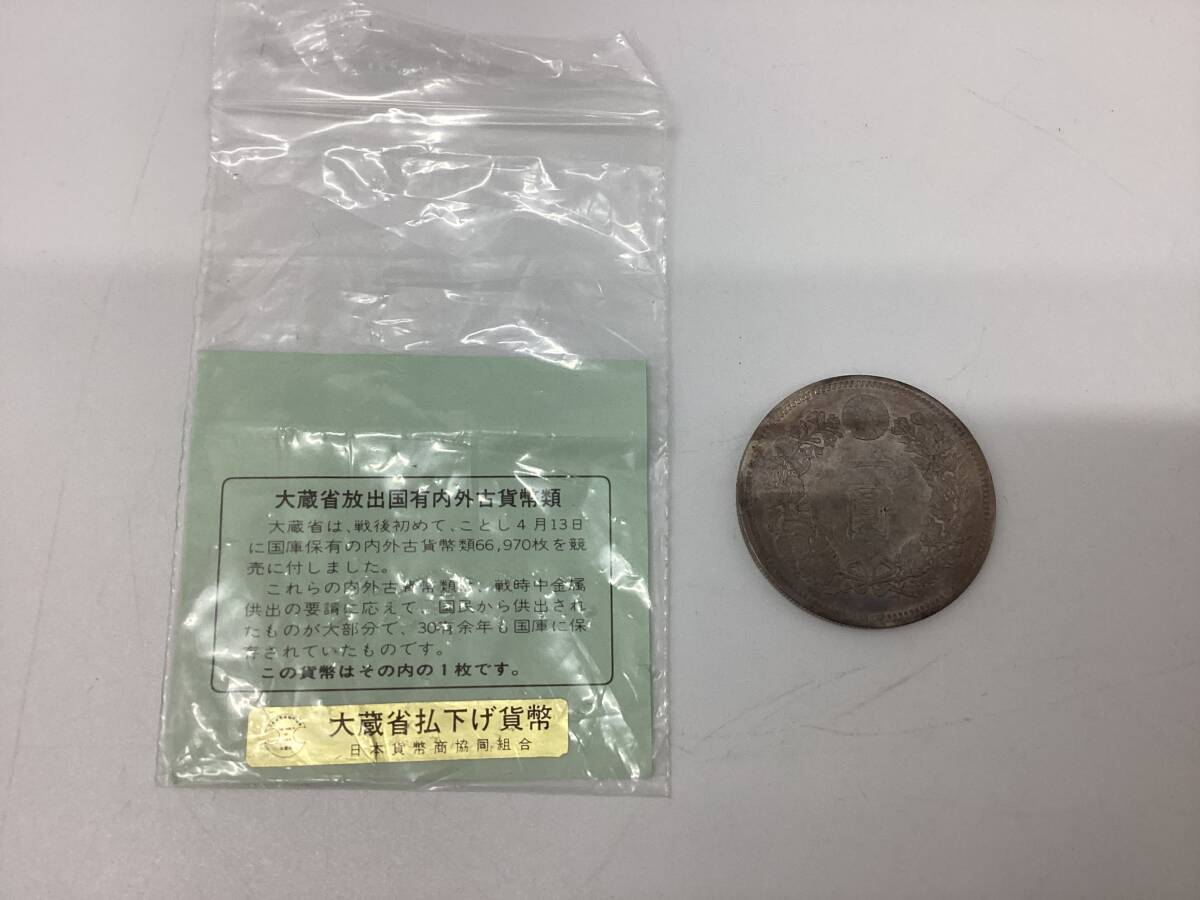 大蔵省放出国有内外古貨幣類
大蔵省は、戦後初めて、ことし4月13日
に国庫保有の内外古貨幣類66,970枚を競
売に付しました。
これらの内外古貨幣類は、戦時中金属
供出の要請に応えて、国民から供出され
たものが大部分で、30有余年も国庫に保
存されていたものです。
この貨幣はその内の1枚です。
大蔵省払下げ貨幣
日本貨幣商協同組合
一圓